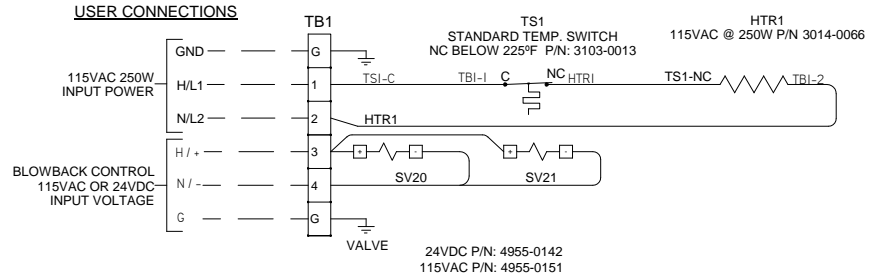 USER CONNECTIONS
TB1
TS1
STANDARD TEMP. SWITCH
NC BELOW 225ºF P/N: 3103-0013
HTR1
115VAC @ 250W P/N 3014-0066
GND
G
115VAC 250W
INPUT POWER
H/L1
1
TSI-C
TBI-I
C
NC
HTRI
TS1-NC
TBI-2
N/L2
2
HTR1
BLOWBACK CONTROL
115VAC OR 24VDC
INPUT VOLTAGE
H / +
3
+
-
+
-
N / -
4
SV20
SV21
G
G
VALVE
24VDC P/N: 4955-0142
115VAC P/N: 4955-0151